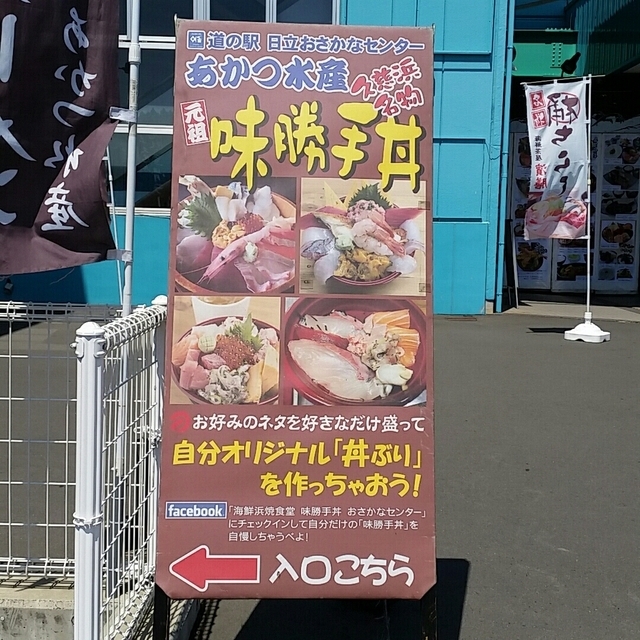 道の駅 日立おさかなセンター
あかつ水産
久慈浜
名物
元祖
味勝手丼
お好みのネタを好きなだけ盛って
自分オリジナル「丼ぶり」
を作っちゃおう!
facebook
「海鮮浜焼食堂 味勝手丼 おさかなセンター」
にチェックインして自分だけの「味勝手丼」を
自慢しちゃうべよ!
入口こちら